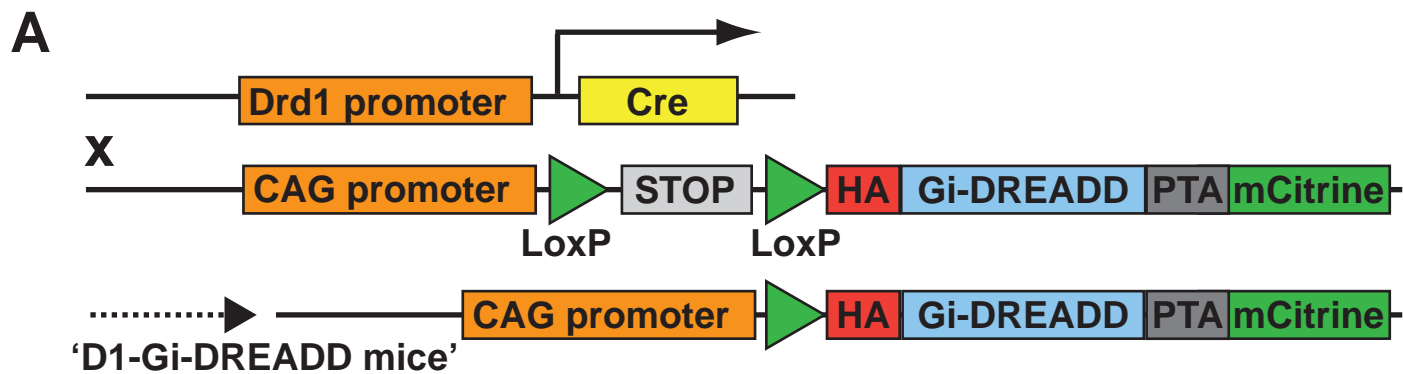 A
Drd1 promoter Cre
x
CAG promoter STOP HA Gi-DREADD PTA mCitrine
LoxP LoxP
CAG promoter HA Gi-DREADD PTA mCitrine
‘D1-Gi-DREADD mice’